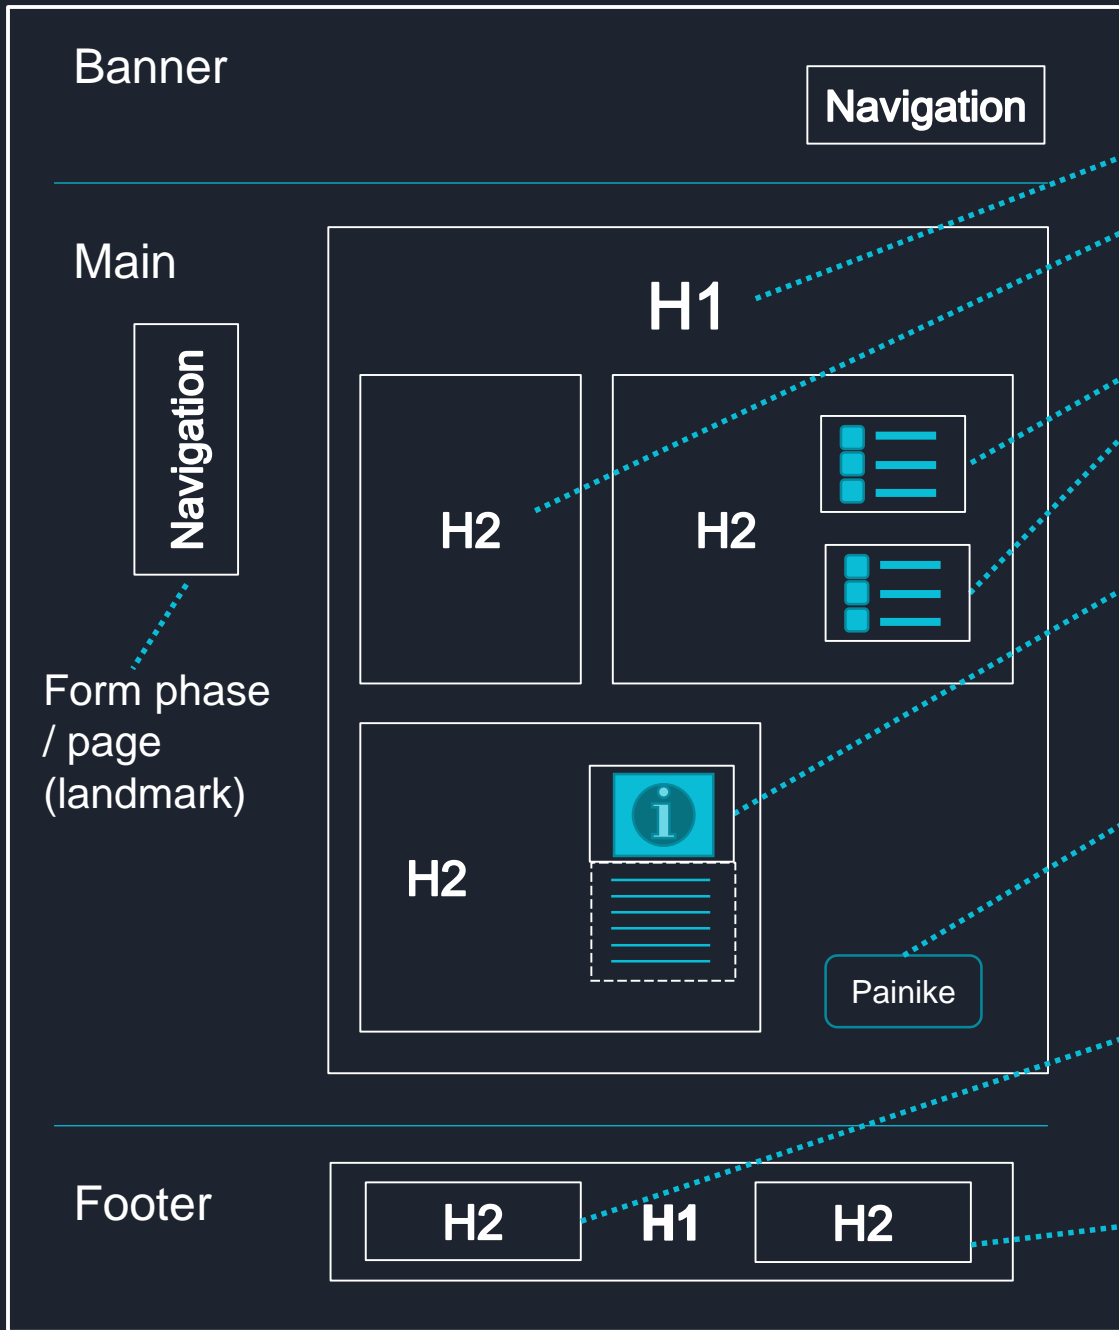 Banner
Navigation
Main
H1
Navigation
H2
H2
Form phase
/ page
(landmark)
i
H2
Painike
Footer
H2
H1
H2